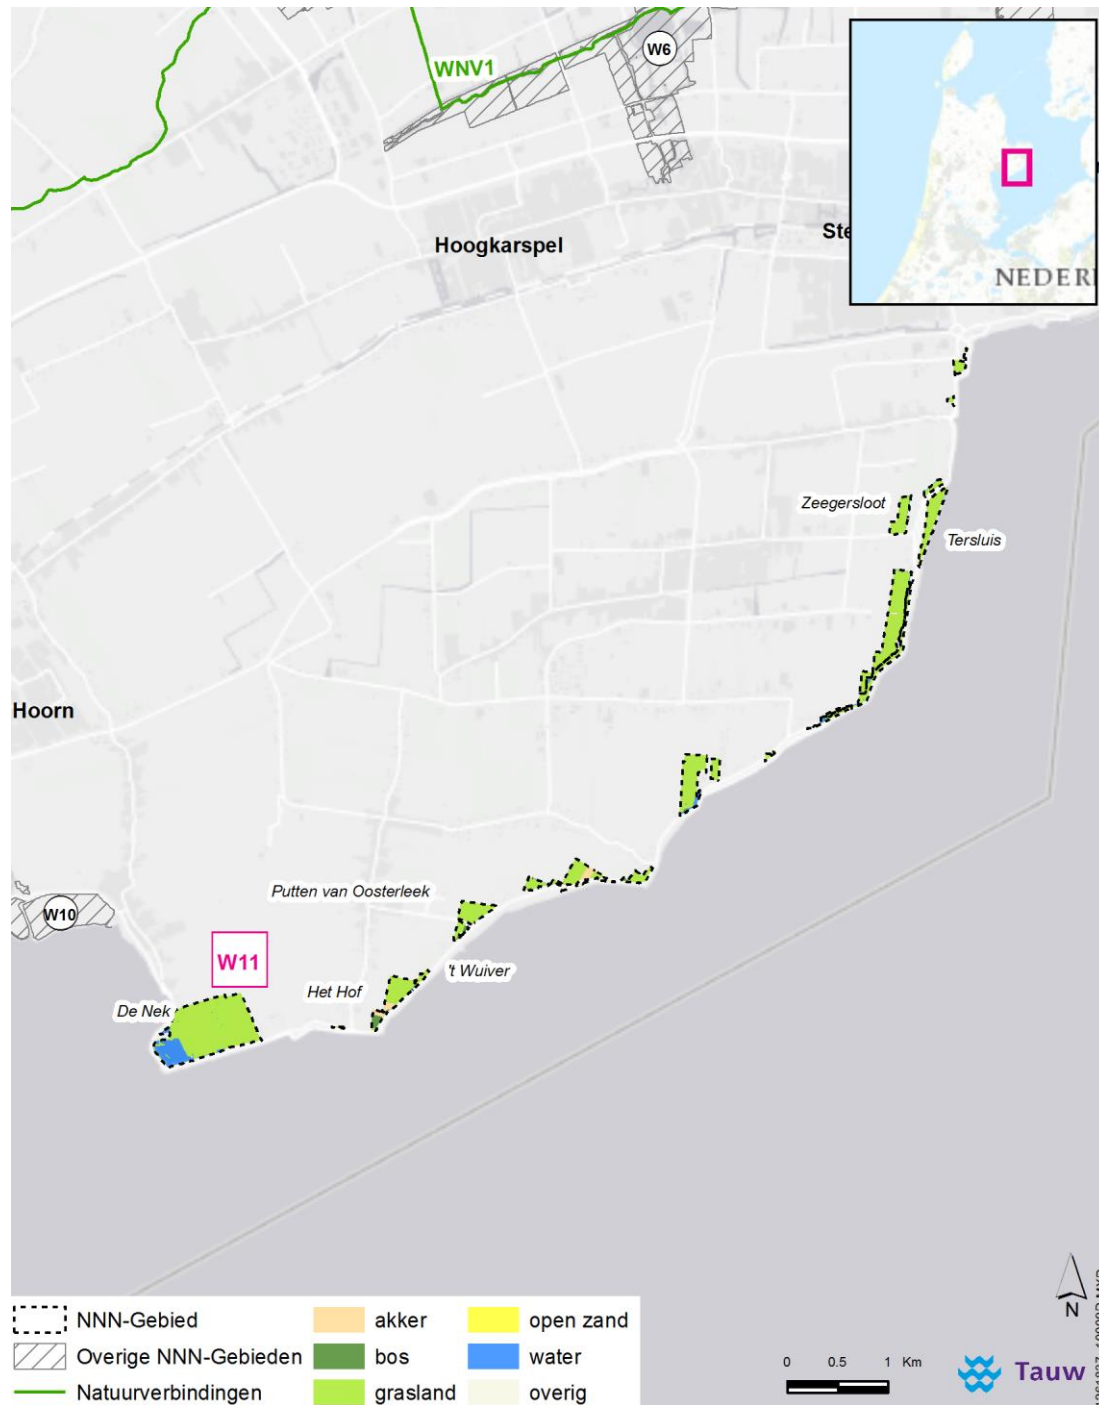 WNV1
W6
NEDERI
Hoogkarspel
Ste
Zeegersloot
Tersluis
Hoorn
Putten van Oosterleek
W10
W11
't Wuiver
Het Hof
De Nek
N
NNN-Gebied
Overige NNN-Gebieden
Natuurverbindingen
akker
bos
grasland
open zand
water
overig
0 0.5 1 Km
Tauw